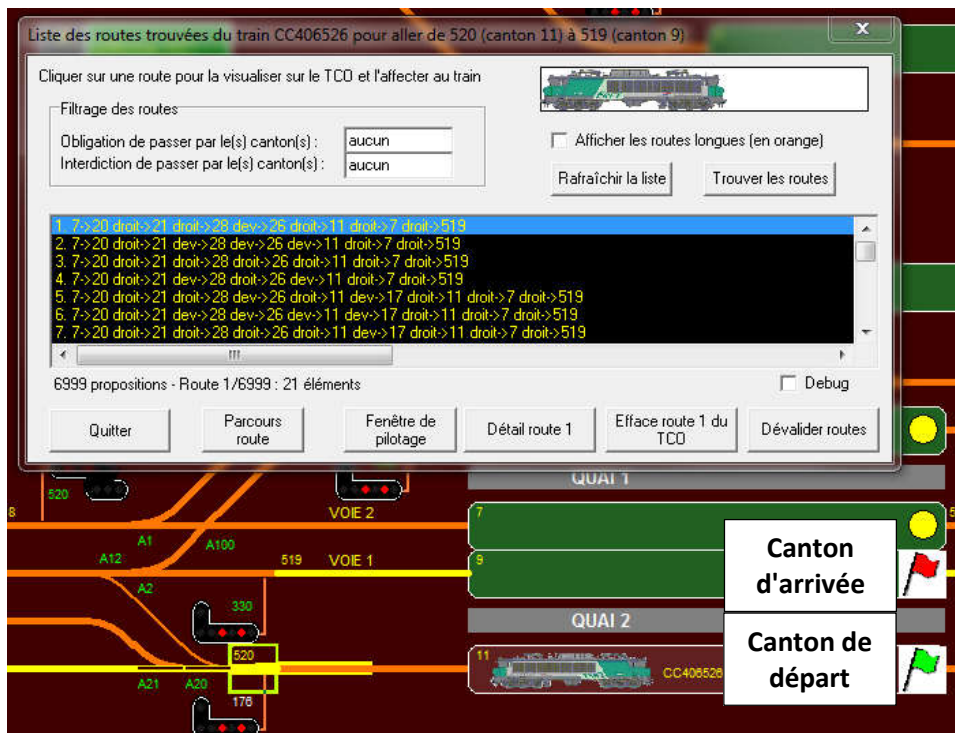 Liste des routes trouvées du train CC406526 pour aller de 520 (canton 11) à 519 (canton 9)
x
Cliquer sur une route pour la visualiser sur le TCO et l'affecter au train
Filtrage des routes
Obligation de passer par le(s) canton(s) : aucun
Interdiction de passer par le(s) canton(s) : aucun
Afficher les routes longues (en orange)
Rafraîchir la liste Trouver les routes
1. 7->20 droit->21 droit->28 dev->26 droit->11 droit->7 droit->519
2. 7->20 droit->21 dev->28 dev->26 dev->11 droit->7 droit->519
3. 7->20 droit->21 droit->28 droit->26 droit->11 droit->7 droit->519
4. 7->20 droit->21 dev->28 droit->26 dev->11 droit->7 droit->519
5. 7->20 droit->21 droit->28 dev->26 droit->11 dev->17 droit->11 droit->7 droit->519
6. 7->20 droit->21 dev->28 dev->26 dev->11 dev->17 droit->11 droit->7 droit->519
7. 7->20 droit->21 droit->28 droit->26 droit->11 dev->17 droit->11 droit->7 droit->519
6999 propositions - Route 1/6999 : 21 éléments
Debug
Quitter
Parcours
route
Fenêtre de
pilotage
Détail route 1
Efface route 1 du
TCO
Dévalider routes
520
QUAI 1
8
VOIE 2
7
5
A1
A100
A12
519
VOIE 1
9
Canton
d'arrivée
A2
330
QUAI 2
520
11
CC406526
Canton de
départ
A21
A20
176